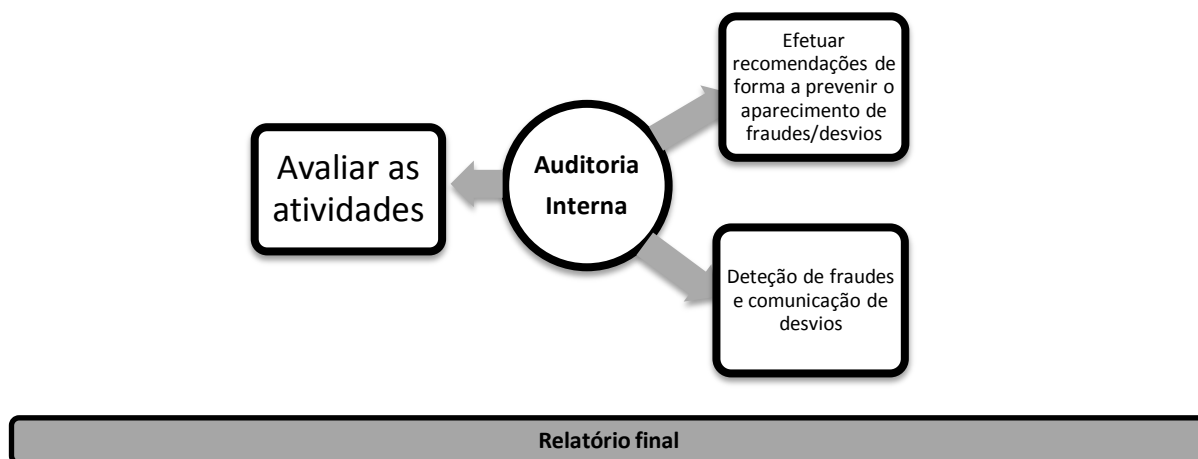 Efetuar
recomendações de
forma a prevenir o
aparecimento de
fraudes/desvios
Avaliar as
atividades
Auditoria
Interna
Deteção de fraudes
e comunicação de
desvios
Relatório final